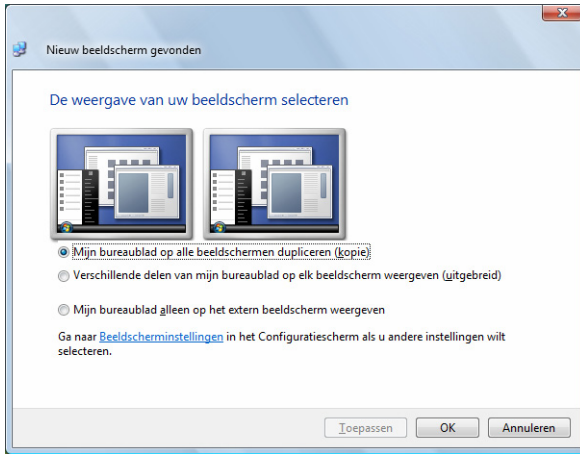 Nieuw beeldscherm gevonden
De weergave van uw beeldscherm selecteren
Mijn bureaublad op alle beeldschermen dupliceren (kopie)
Verschillende delen van mijn bureaublad op elk beeldscherm weergeven (uitgebreid)
Mijn bureaublad alleen op het extern beeldscherm weergeven
Ga naar Beeldscherminstellingen in het Configuratiescherm als u andere instellingen wilt
selecteren.
Toepassen OK Annuleren